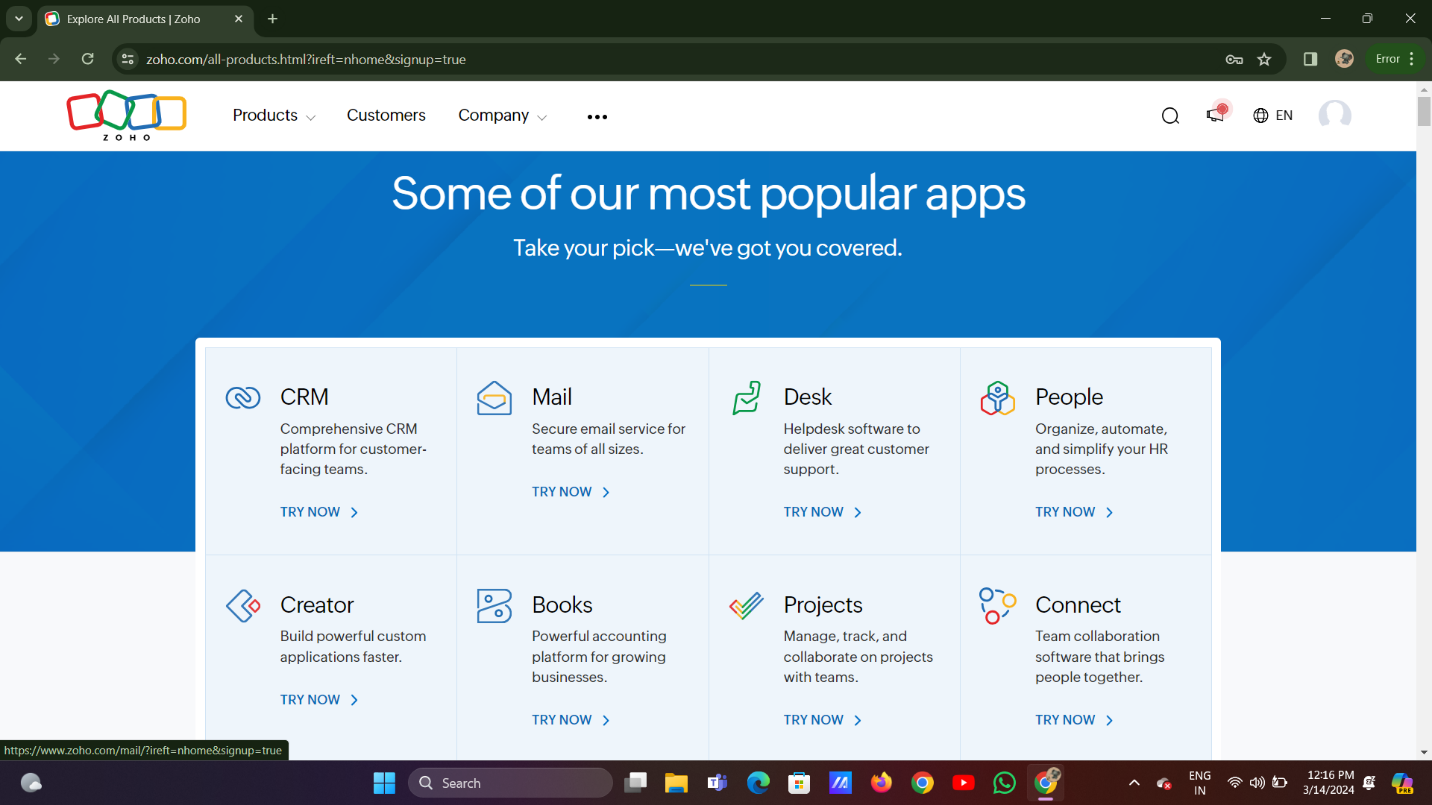 Explore All Products | Zoho
zoho.com/all-products.html?ireft=nhome&signup=true
Error
ZOHO
Products
Customers
Company
EN
Some of our most popular apps
Take your pick—we've got you covered.
CRM
Comprehensive CRM
platform for customer-
facing teams.
TRY NOW
Mail
Secure email service for
teams of all sizes.
TRY NOW
Desk
Helpdesk software to
deliver great customer
support.
TRY NOW
People
Organize, automate,
and simplify your HR
processes.
TRY NOW
Creator
Build powerful custom
applications faster.
TRY NOW
Books
Powerful accounting
platform for growing
businesses.
TRY NOW
Projects
Manage, track, and
collaborate on projects
with teams.
TRY NOW
Connect
Team collaboration
software that brings
people together.
TRY NOW
https://www.zoho.com/mail/?ireft=nhome&signup=true
Search
ENG
IN
12:16 PM
3/14/2024
PRE